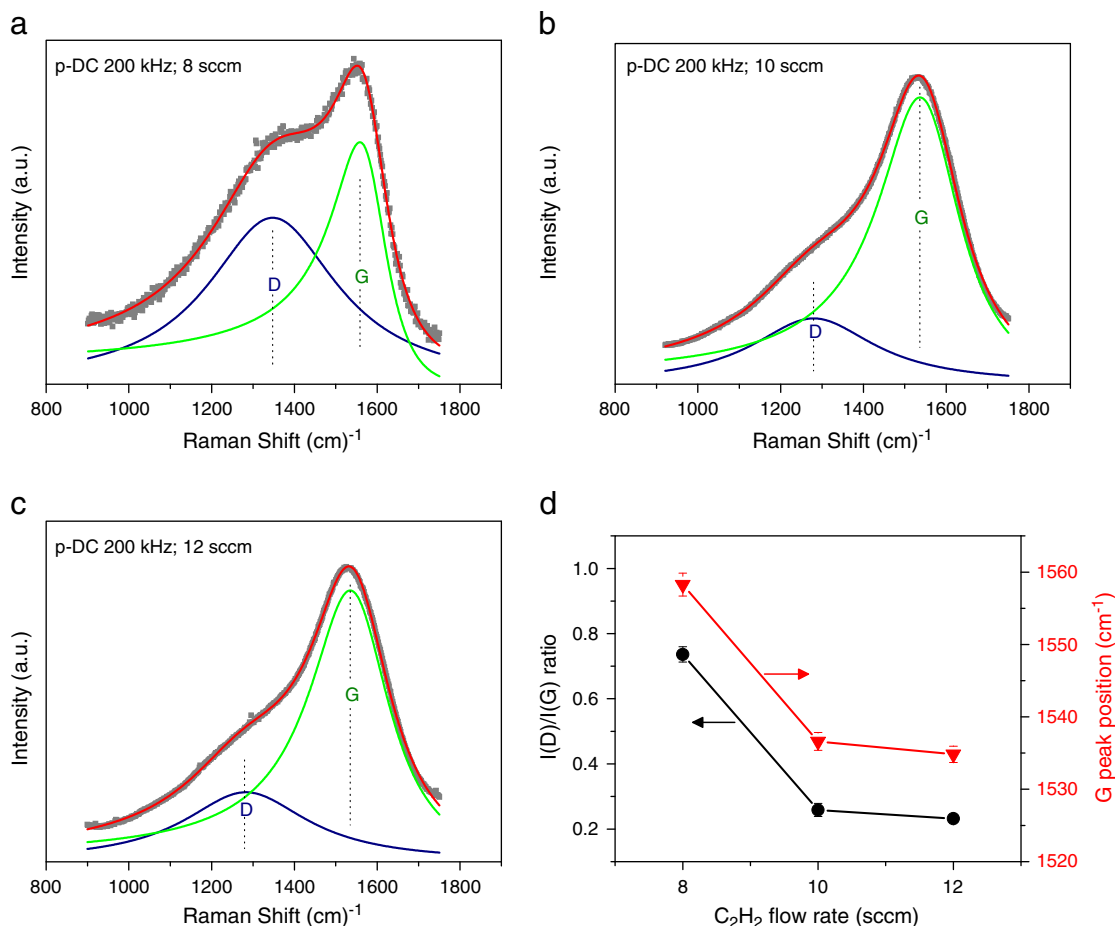 a
p-DC 200 kHz; 8 sccm
Intensity (a.u.)
D
G
800 1000 1200 1400 1600 1800
Raman Shift (cm)-1
b
p-DC 200 kHz; 10 sccm
Intensity (a.u.)
G
D
800 1000 1200 1400 1600 1800
Raman Shift (cm)-1
c
p-DC 200 kHz; 12 sccm
Intensity (a.u.)
G
D
800 1000 1200 1400 1600 1800
Raman Shift (cm)-1
d
I(D)/I(G) ratio
1.0
0.8
0.6
0.4
0.2
1560
1550
1540
1530
1520
G peak position (cm-1)
8 10 12
C2H2 flow rate (sccm)